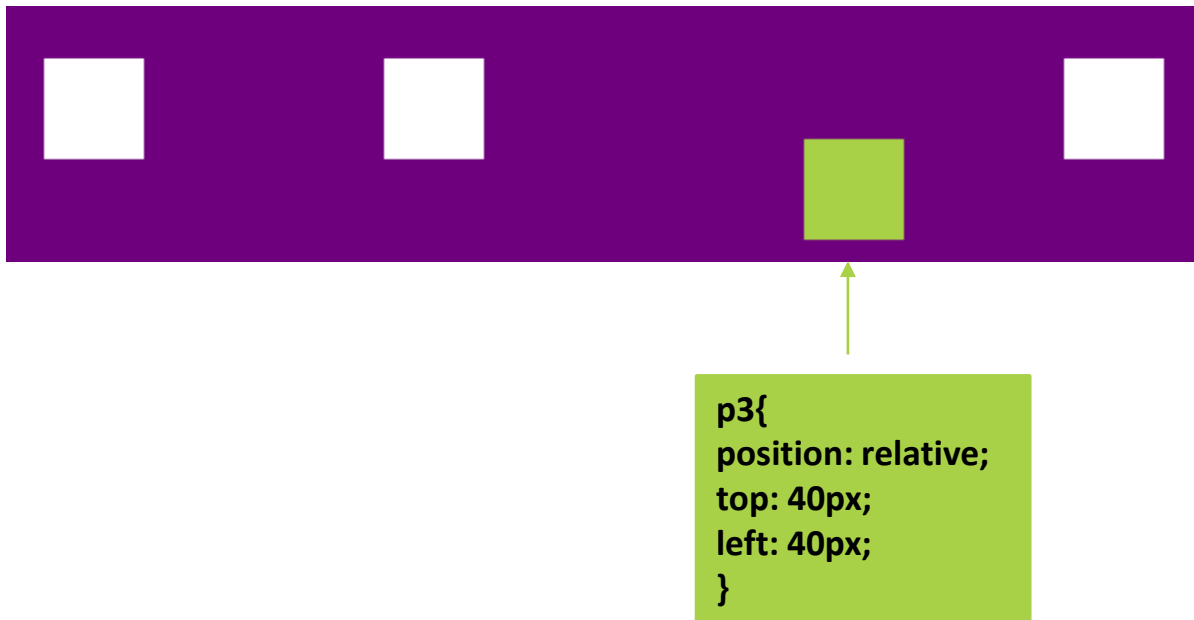 p3{
position: relative;
top: 40px;
left: 40px;
}